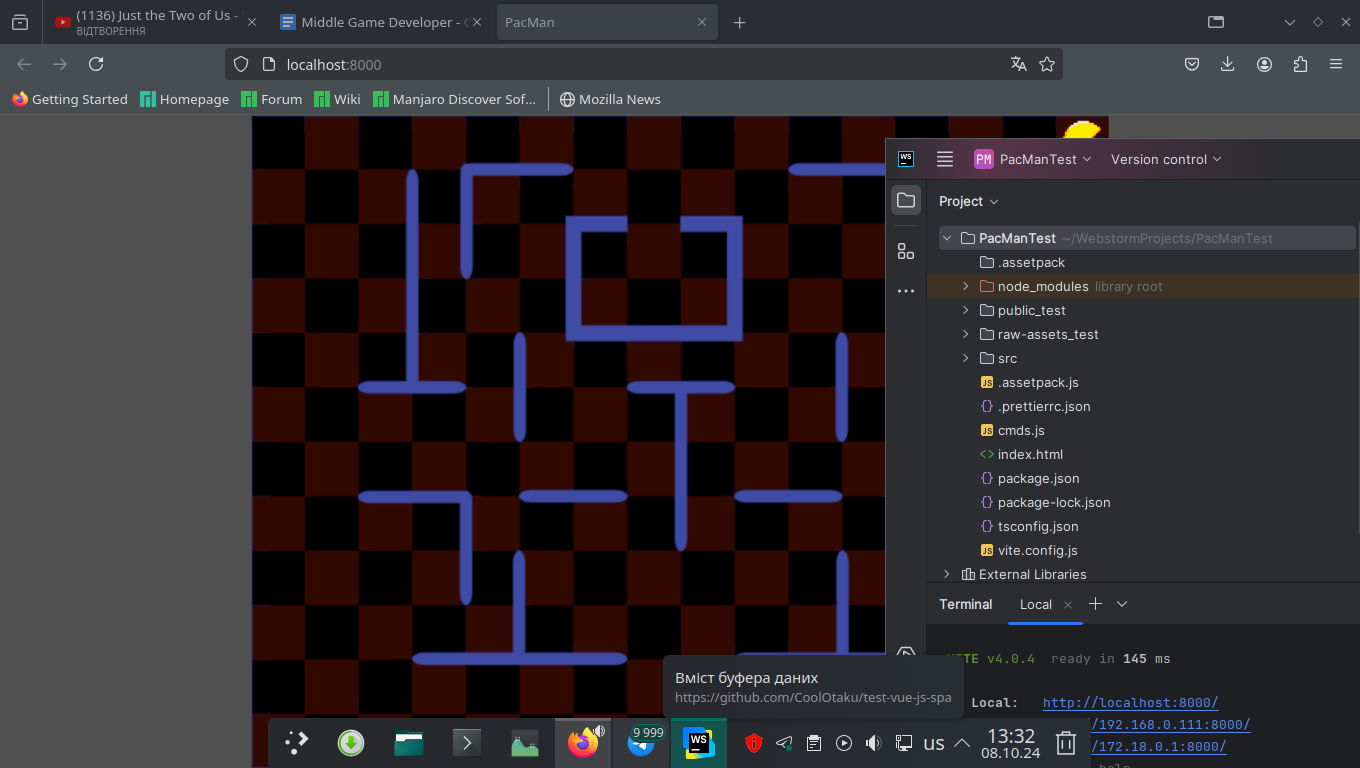 (1136) Just the Two of Us -
ВІДТВОРЕННЯ
Middle Game Developer -
PacMan
localhost:8000
Getting Started
Homepage
Forum
Wiki
Manjaro Discover Sof...
Mozilla News
WS
PM
PacManTest
Version control
Project
PacManTest ~/WebstormProjects/PacManTest
.assetpack
node_modules library root
public_test
raw-assets_test
src
JS .assetpack.js
{} .prettierrc.json
JS cmds.js
<> index.html
{} package.json
{} package-lock.json
{} tsconfig.json
JS vite.config.js
External Libraries
Terminal
Local
v4.0.4 ready in 145 ms
Local: http://localhost:8000/
/192.168.0.111:8000/
/172.18.0.1:8000/
Вміст буфера даних
https://github.com/CoolOtaku/test-vue-js-spa
9 999
WS
us
13:32
08.10.24